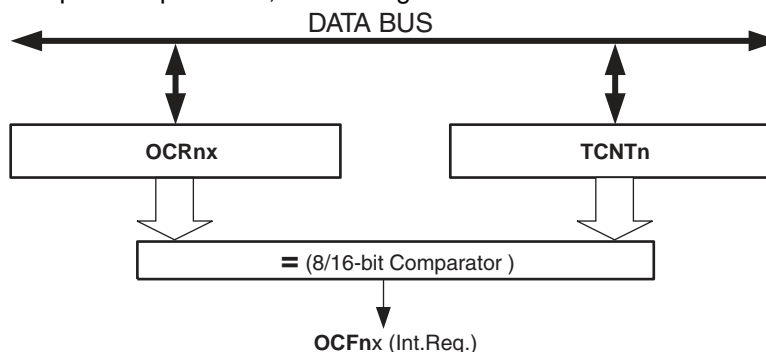 DATA BUS
OCRnx
TCNTn
= (8/16-bit Comparator )
OCFnx (Int.Req.)